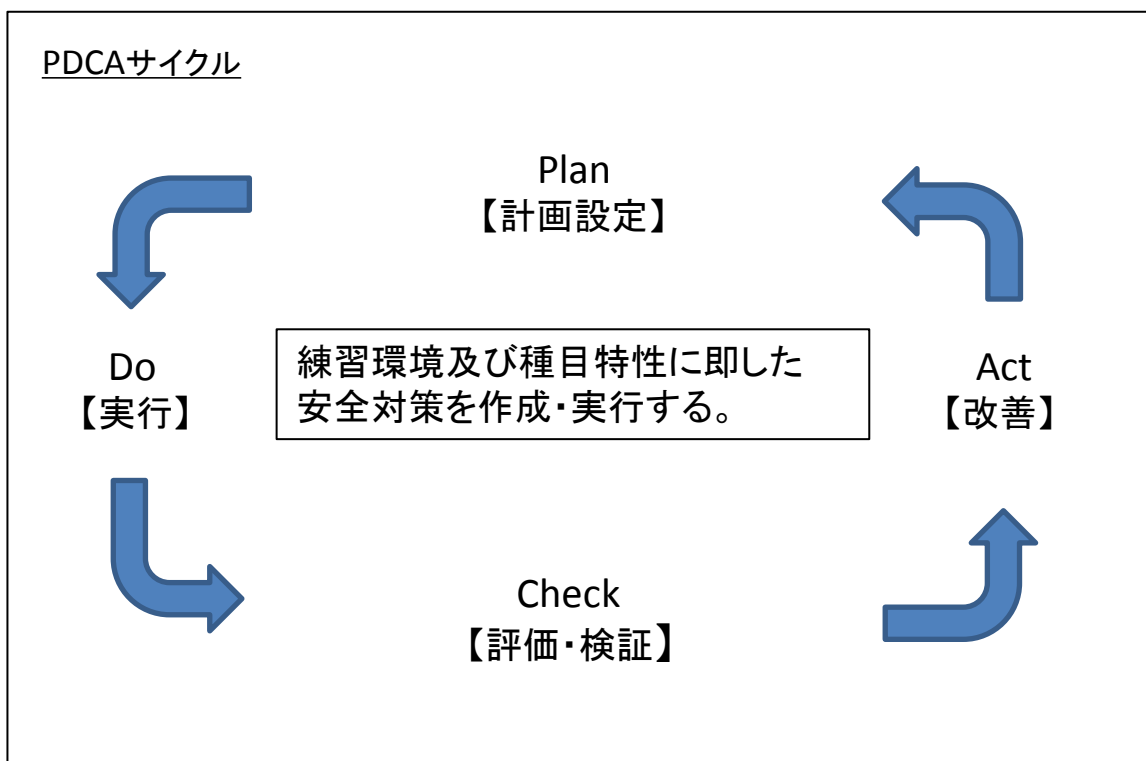 PDCAサイクル
Plan
【計画設定】
Do
【実行】
練習環境及び種目特性に即した
安全対策を作成・実行する。
Act
【改善】
Check
【評価・検証】